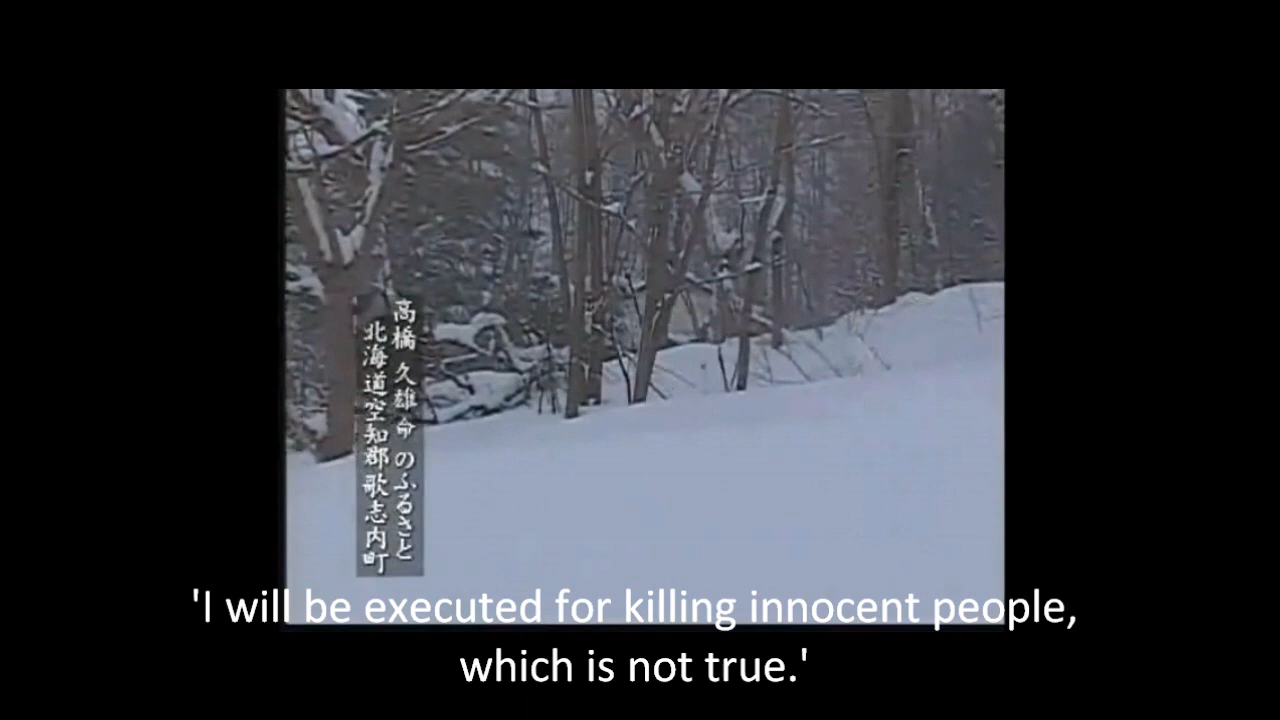 高橋 久雄命 のふるさと
北海道空知郡歌志内町
'I will be executed for killing innocent people,
which is not true.'